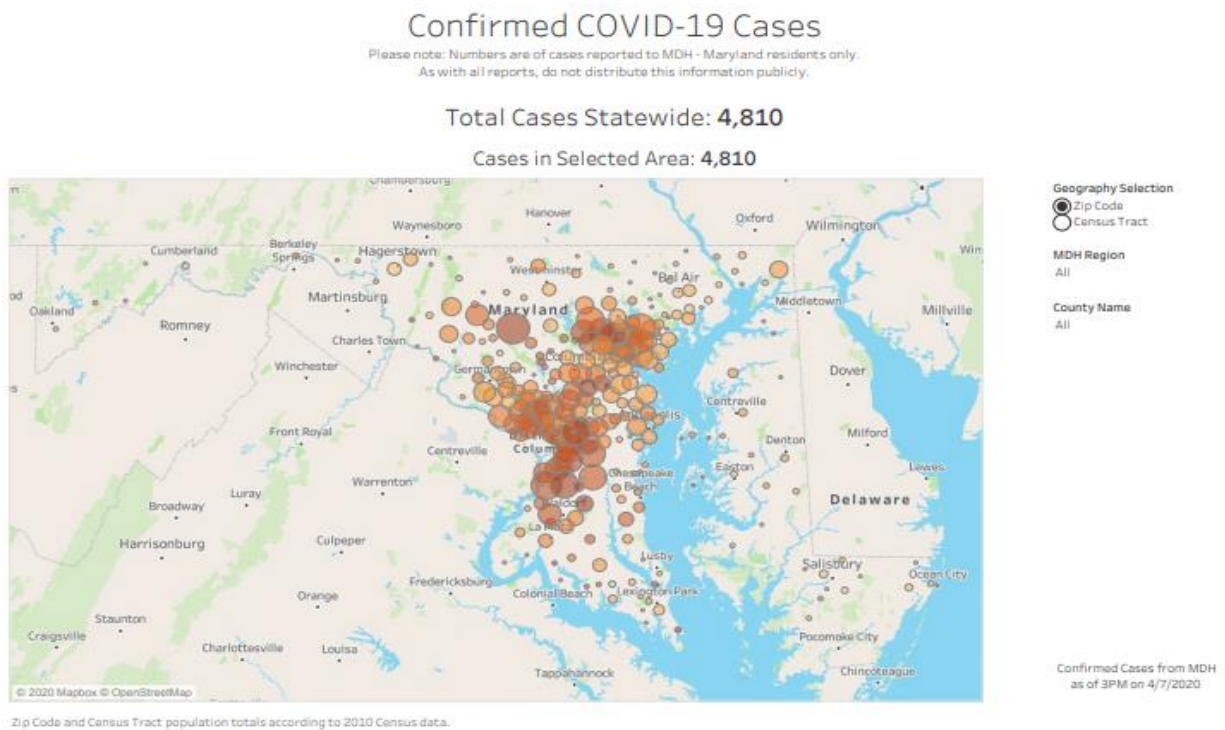 Confirmed COVID-19 Cases
Please note: Numbers are of cases reported to MDH - Maryland residents only.
As with all reports, do not distribute this information publicly.
Total Cases Statewide: 4,810
Cases in Selected Area: 4,810
Geography Selection
Zip Code
Census Tract
MDH Region
All
County Name
All
Chambersburg
Hanover
Waynesboro
Oxford
Wilmington
Cumberland
Berkeley
Springs
Hagerstown
Westminster
Bel Air
Oakland
Martinsburg
Maryland
Middletown
Millville
Romney
Charles Town
Winchester
Dover
Centreville
Front Royal
Centreville
Denton
Milford
Warrenton
Chesapeake
Beach
Easton
Lewes
Luray
Broadway
Delaware
Harrisonburg
Culpeper
Lusby
Salisbury
Ocean City
Fredericksburg
Colonial Beach
Lexington Park
Orange
Staunton
Craigsville
Charlottesville
Louisa
Pocomoke City
Tappahannock
Chincoteague
© 2020 Mapbox © OpenStreetMap
Confirmed Cases from MDH
as of 3PM on 4/7/2020
Zip Code and Census Tract population totals according to 2010 Census data.